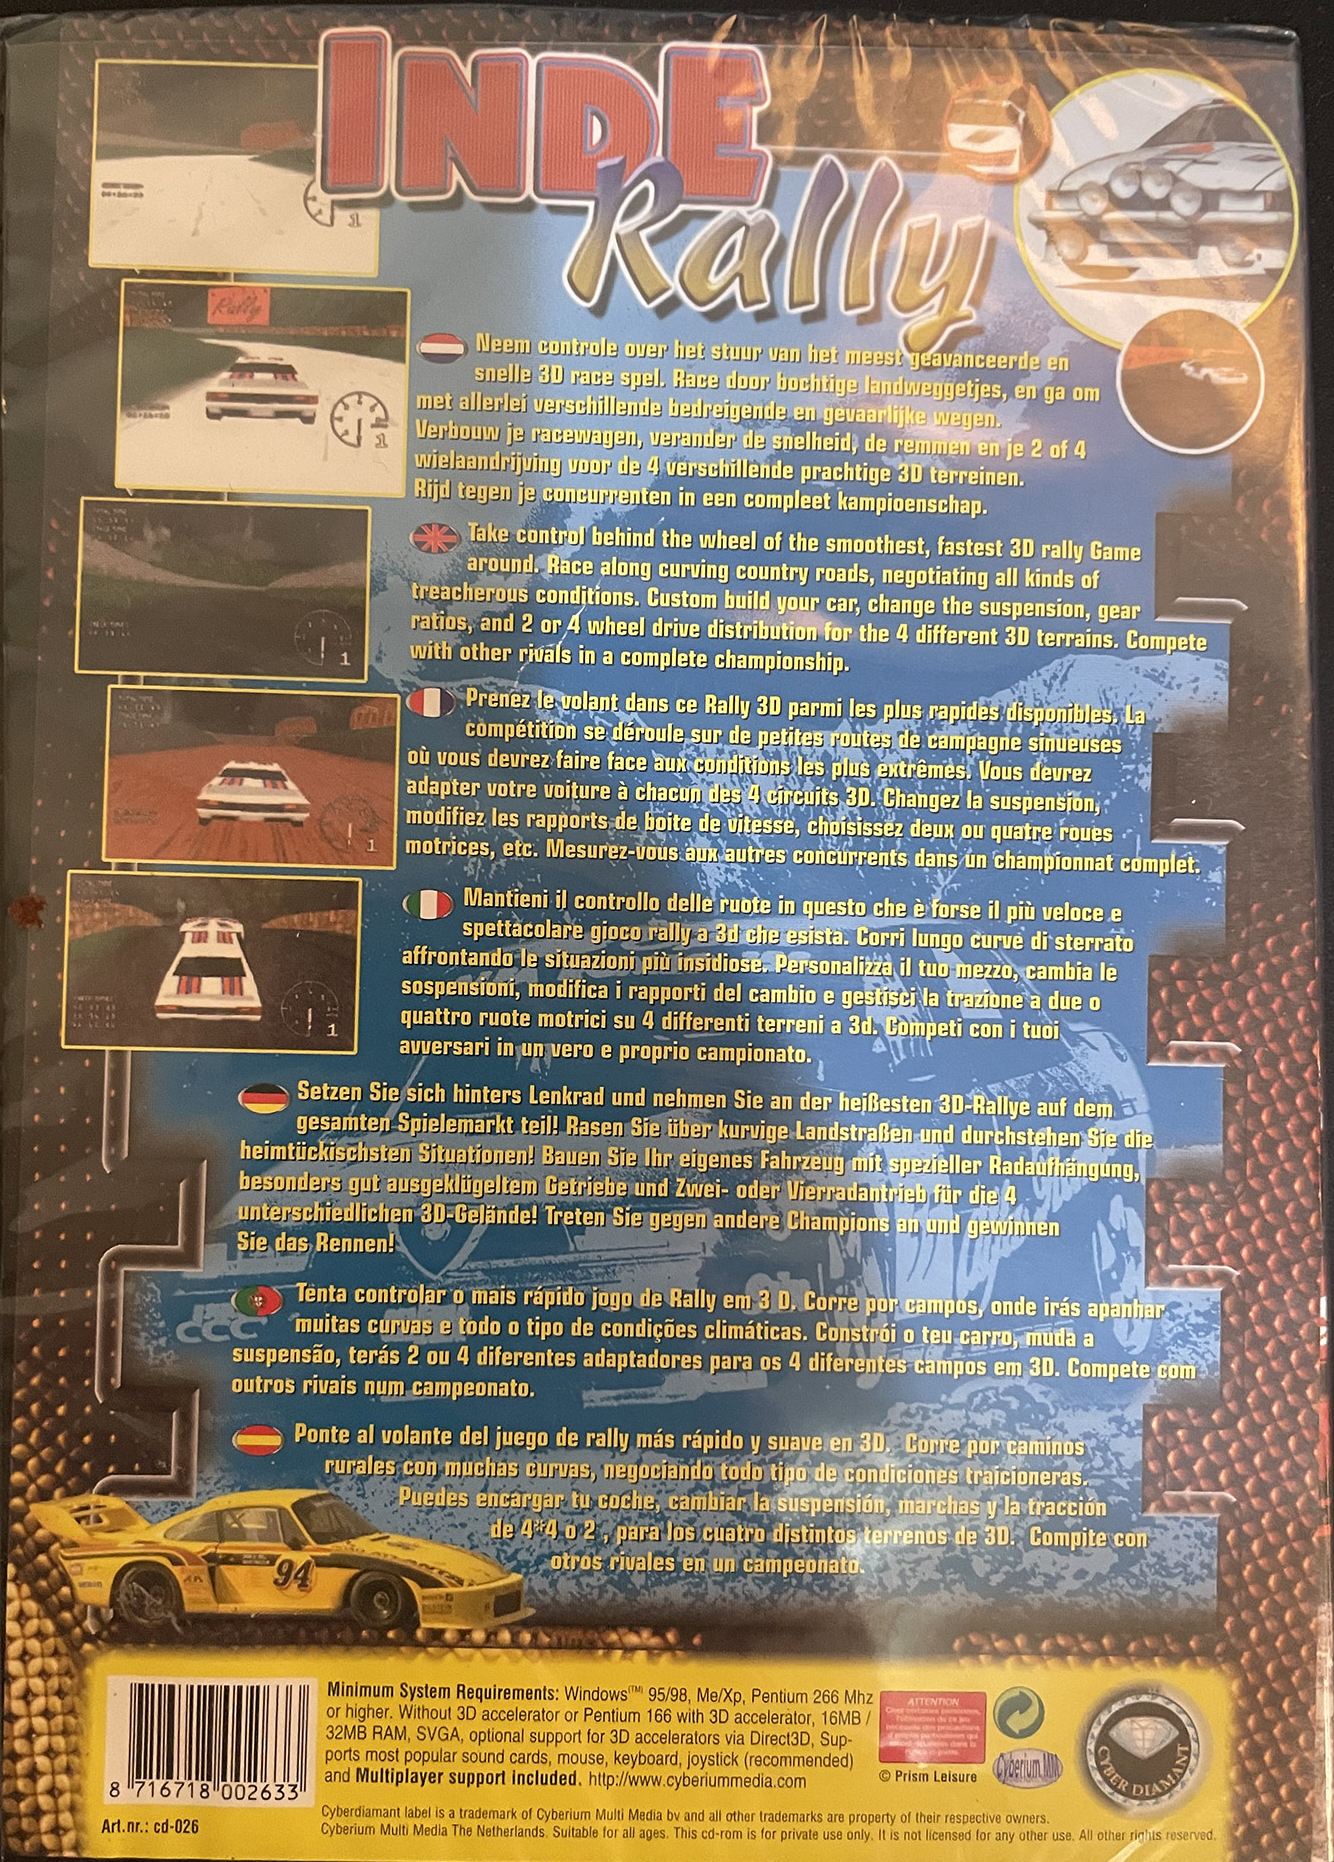 INDE
Rally
Neem controle over het stuur van het meest geavanceerde en
snelle 3D race spel. Race door bochtige landweggetjes, en ga om
met allerlei verschillende bedreigende en gevaarlijke wegen.
Verbouw je racewagen, verander de snelheid, de remmen en je 2 of 4
wielaandrijving voor de 4 verschillende prachtige 3D terreinen.
Rijd tegen je concurrenten in een compleet kampioenschap.
Take control behind the wheel of the smoothest, fastest 3D rally Game
around. Race along curving country roads, negotiating all kinds of
treacherous conditions. Custom build your car, change the suspension, gear
ratios, and 2 or 4 wheel drive distribution for the 4 different 3D terrains. Compete
with other rivals in a complete championship.
Prenez le volant dans ce Rally 3D parmi les plus rapides disponibles. La
compétition se déroule sur de petites routes de campagne sinueuses
où vous devrez faire face aux conditions les plus extrêmes. Vous devrez
adapter votre voiture à chacun des 4 circuits 3D. Changez la suspension,
modifiez les rapports de boite de vitesse, choisissez deux ou quatre roues
motrices, etc. Mesurez-vous aux autres concurrents dans un championnat complet.
Mantieni il controllo delle ruote in questo che è forse il più veloce e
spettacolare gioco rally a 3d che esista. Corri lungo curve di sterrato
affrontando le situazioni più insidiose. Personalizza il tuo mezzo, cambia le
sospensioni, modifica i rapporti del cambio e gestisci la trazione a due o
quattro ruote motrici su 4 differenti terreni a 3d. Competi con i tuoi
avversari in un vero e proprio campionato.
Setzen Sie sich hinters Lenkrad und nehmen Sie an der heißesten 3D-Rallye auf dem
gesamten Spielemarkt teil! Rasen Sie über kurvige Landstraßen und durchstehen Sie die
heimtückischsten Situationen! Bauen Sie Ihr eigenes Fahrzeug mit spezieller Radaufhängung,
besonders gut ausgeklügeltem Getriebe und Zwei- oder Vierradantrieb für die 4
unterschiedlichen 3D-Gelände! Treten Sie gegen andere Champions an und gewinnen
Sie das Rennen!
Tenta controlar o mais rápido jogo de Rally em 3 D. Corre por campos, onde irás apanhar
muitas curvas e todo o tipo de condições climáticas. Constrói o teu carro, muda a
suspensão, terás 2 ou 4 diferentes adaptadores para os 4 diferentes campos em 3D. Compete com
outros rivais num campeonato.
Ponte al volante del juego de rally más rápido y suave en 3D. Corre por caminos
rurales con muchas curvas, negociando todo tipo de condiciones traicioneras.
Puedes encargar tu coche, cambiar la suspensión, marchas y la tracción
de 4*4 o 2 , para los cuatro distintos terrenos de 3D. Compite con
otros rivales en un campeonato.
94
Minimum System Requirements: Windows(TM) 95/98, Me/Xp, Pentium 266 Mhz
or higher. Without 3D accelerator or Pentium 166 with 3D accelerator, 16MB /
32MB RAM, SVGA, optional support for 3D accelerators via Direct3D, Sup-
ports most popular sound cards, mouse, keyboard, joystick (recommended)
and Multiplayer support included. http://www.cyberiummedia.com
8 716718 002633
Art.nr.: cd-026
ATTENTION
© Prism Leisure
Cyberium MM
CYBER DIAMANT
Cyberdiamant label is a trademark of Cyberium Multi Media bv and all other trademarks are property of their respective owners.
Cyberium Multi Media The Netherlands. Suitable for all ages. This cd-rom is for private use only. It is not licensed for any other use. All other rights reserved.